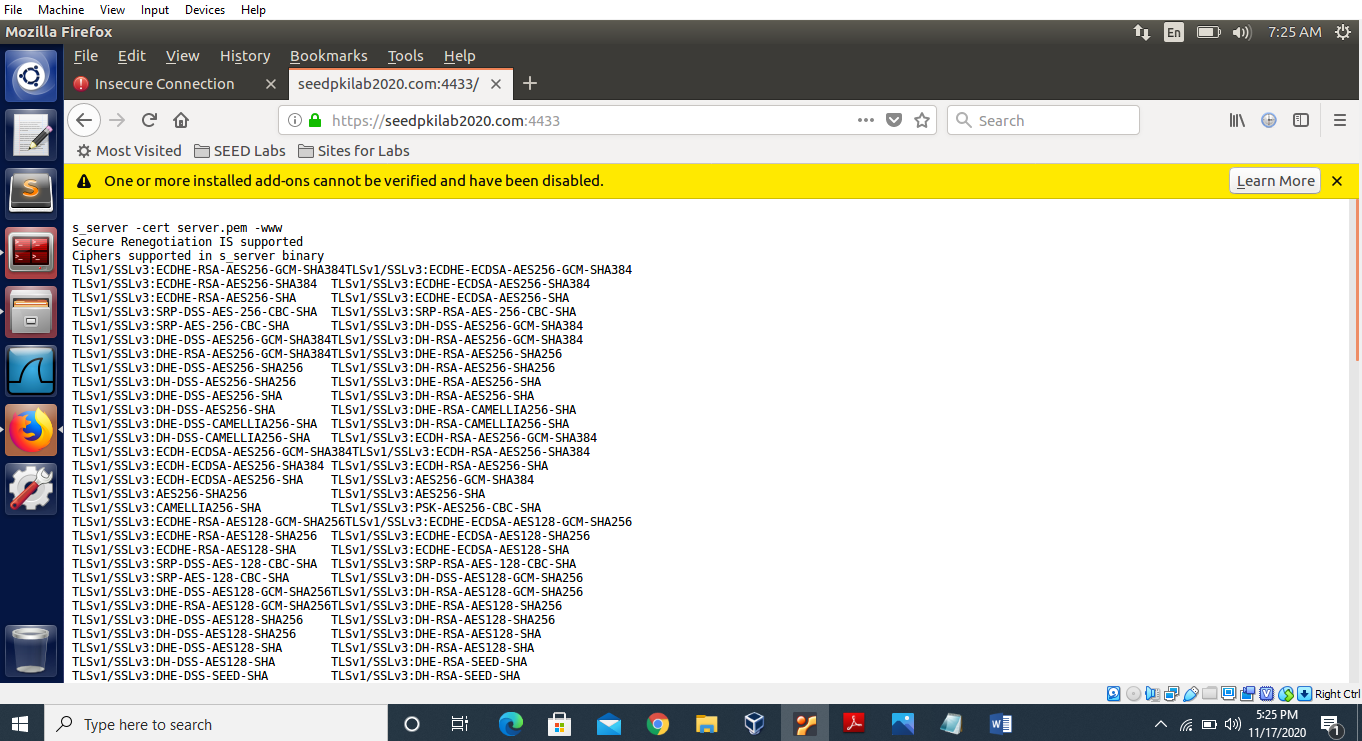 File Machine View Input Devices Help
Mozilla Firefox En 7:25 AM
File Edit View History Bookmarks Tools Help
Insecure Connection × seedpkilab2020.com:4433/ × +
https://seedpkilab2020.com:4433 Search
Most Visited SEED Labs Sites for Labs
One or more installed add-ons cannot be verified and have been disabled. Learn More ×
s_server -cert server.pem -www
Secure Renegotiation IS supported
Ciphers supported in s_server binary
TLSv1/SSLv3:ECDHE-RSA-AES256-GCM-SHA384TLSv1/SSLv3:ECDHE-ECDSA-AES256-GCM-SHA384
TLSv1/SSLv3:ECDHE-RSA-AES256-SHA384 TLSv1/SSLv3:ECDHE-ECDSA-AES256-SHA384
TLSv1/SSLv3:ECDHE-RSA-AES256-SHA TLSv1/SSLv3:ECDHE-ECDSA-AES256-SHA
TLSv1/SSLv3:SRP-DSS-AES-256-CBC-SHA TLSv1/SSLv3:SRP-RSA-AES-256-CBC-SHA
TLSv1/SSLv3:SRP-AES-256-CBC-SHA TLSv1/SSLv3:DH-DSS-AES256-GCM-SHA384
TLSv1/SSLv3:DHE-DSS-AES256-GCM-SHA384TLSv1/SSLv3:DH-RSA-AES256-GCM-SHA384
TLSv1/SSLv3:DHE-RSA-AES256-GCM-SHA384TLSv1/SSLv3:DHE-RSA-AES256-SHA256
TLSv1/SSLv3:DHE-DSS-AES256-SHA256 TLSv1/SSLv3:DH-RSA-AES256-SHA256
TLSv1/SSLv3:DH-DSS-AES256-SHA256 TLSv1/SSLv3:DHE-RSA-AES256-SHA
TLSv1/SSLv3:DHE-DSS-AES256-SHA TLSv1/SSLv3:DH-RSA-AES256-SHA
TLSv1/SSLv3:DH-DSS-AES256-SHA TLSv1/SSLv3:DHE-RSA-CAMELLIA256-SHA
TLSv1/SSLv3:DHE-DSS-CAMELLIA256-SHA TLSv1/SSLv3:DH-RSA-CAMELLIA256-SHA
TLSv1/SSLv3:DH-DSS-CAMELLIA256-SHA TLSv1/SSLv3:ECDH-RSA-AES256-GCM-SHA384
TLSv1/SSLv3:ECDH-ECDSA-AES256-GCM-SHA384TLSv1/SSLv3:ECDH-RSA-AES256-SHA384
TLSv1/SSLv3:ECDH-ECDSA-AES256-SHA384 TLSv1/SSLv3:ECDH-RSA-AES256-SHA
TLSv1/SSLv3:ECDH-ECDSA-AES256-SHA TLSv1/SSLv3:AES256-GCM-SHA384
TLSv1/SSLv3:AES256-SHA256 TLSv1/SSLv3:AES256-SHA
TLSv1/SSLv3:CAMELLIA256-SHA TLSv1/SSLv3:PSK-AES256-CBC-SHA
TLSv1/SSLv3:ECDHE-RSA-AES128-GCM-SHA256TLSv1/SSLv3:ECDHE-ECDSA-AES128-GCM-SHA256
TLSv1/SSLv3:ECDHE-RSA-AES128-SHA256 TLSv1/SSLv3:ECDHE-ECDSA-AES128-SHA256
TLSv1/SSLv3:ECDHE-RSA-AES128-SHA TLSv1/SSLv3:ECDHE-ECDSA-AES128-SHA
TLSv1/SSLv3:SRP-DSS-AES-128-CBC-SHA TLSv1/SSLv3:SRP-RSA-AES-128-CBC-SHA
TLSv1/SSLv3:SRP-AES-128-CBC-SHA TLSv1/SSLv3:DH-DSS-AES128-GCM-SHA256
TLSv1/SSLv3:DHE-DSS-AES128-GCM-SHA256TLSv1/SSLv3:DH-RSA-AES128-GCM-SHA256
TLSv1/SSLv3:DHE-RSA-AES128-GCM-SHA256TLSv1/SSLv3:DHE-RSA-AES128-SHA256
TLSv1/SSLv3:DHE-DSS-AES128-SHA256 TLSv1/SSLv3:DH-RSA-AES128-SHA256
TLSv1/SSLv3:DH-DSS-AES128-SHA256 TLSv1/SSLv3:DHE-RSA-AES128-SHA
TLSv1/SSLv3:DHE-DSS-AES128-SHA TLSv1/SSLv3:DH-RSA-AES128-SHA
TLSv1/SSLv3:DH-DSS-AES128-SHA TLSv1/SSLv3:DHE-RSA-SEED-SHA
TLSv1/SSLv3:DHE-DSS-SEED-SHA TLSv1/SSLv3:DH-RSA-SEED-SHA
Right Ctrl
Type here to search
5:25 PM
11/17/2020
1